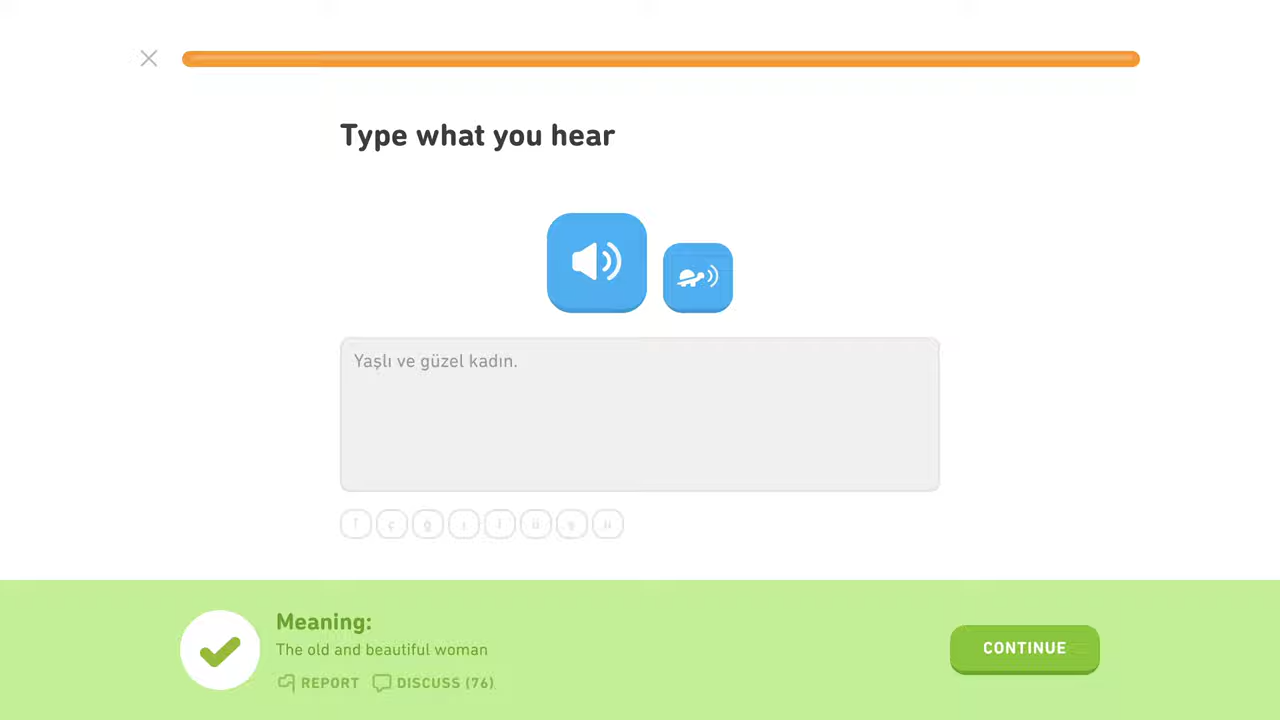 Type what you hear
Yaşlı ve güzel kadın.
ç ğ ı ü ş
Meaning:
The old and beautiful woman
REPORT DISCUSS (76)
CONTINUE